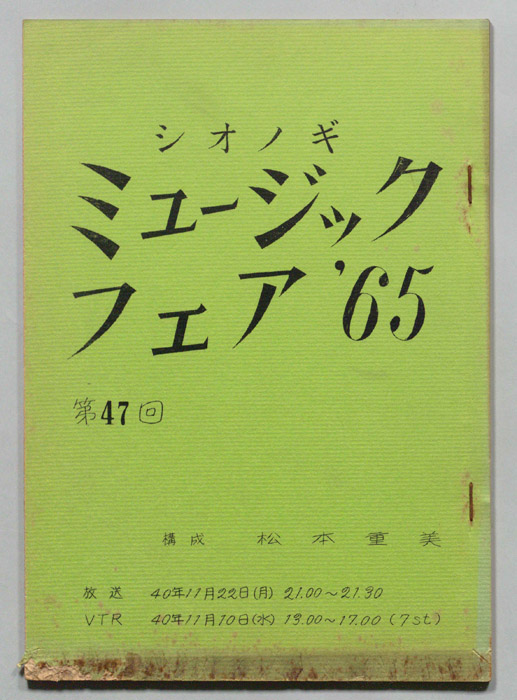 シオノギ
ミュージック
フェア '65
第47回
構成 松本重美
放送 40年11月22日(月) 21.00〜21.30
VTR 40年11月10日(水) 13.00〜17.00 (7st)